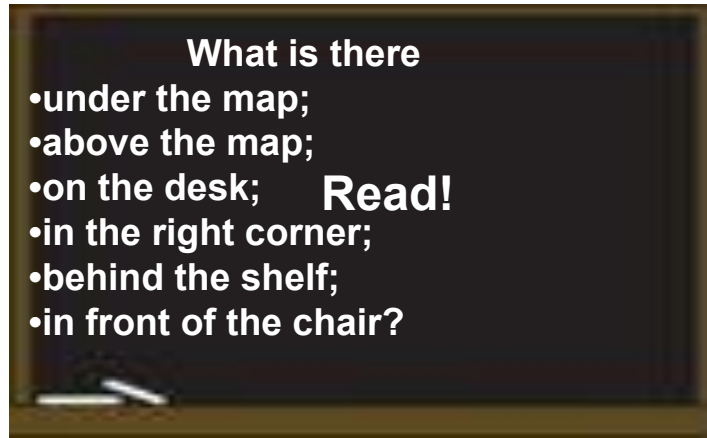 What is there
•under the map;
•above the map;
•on the desk;
Read!
•in the right corner;
•behind the shelf;
•in front of the chair?